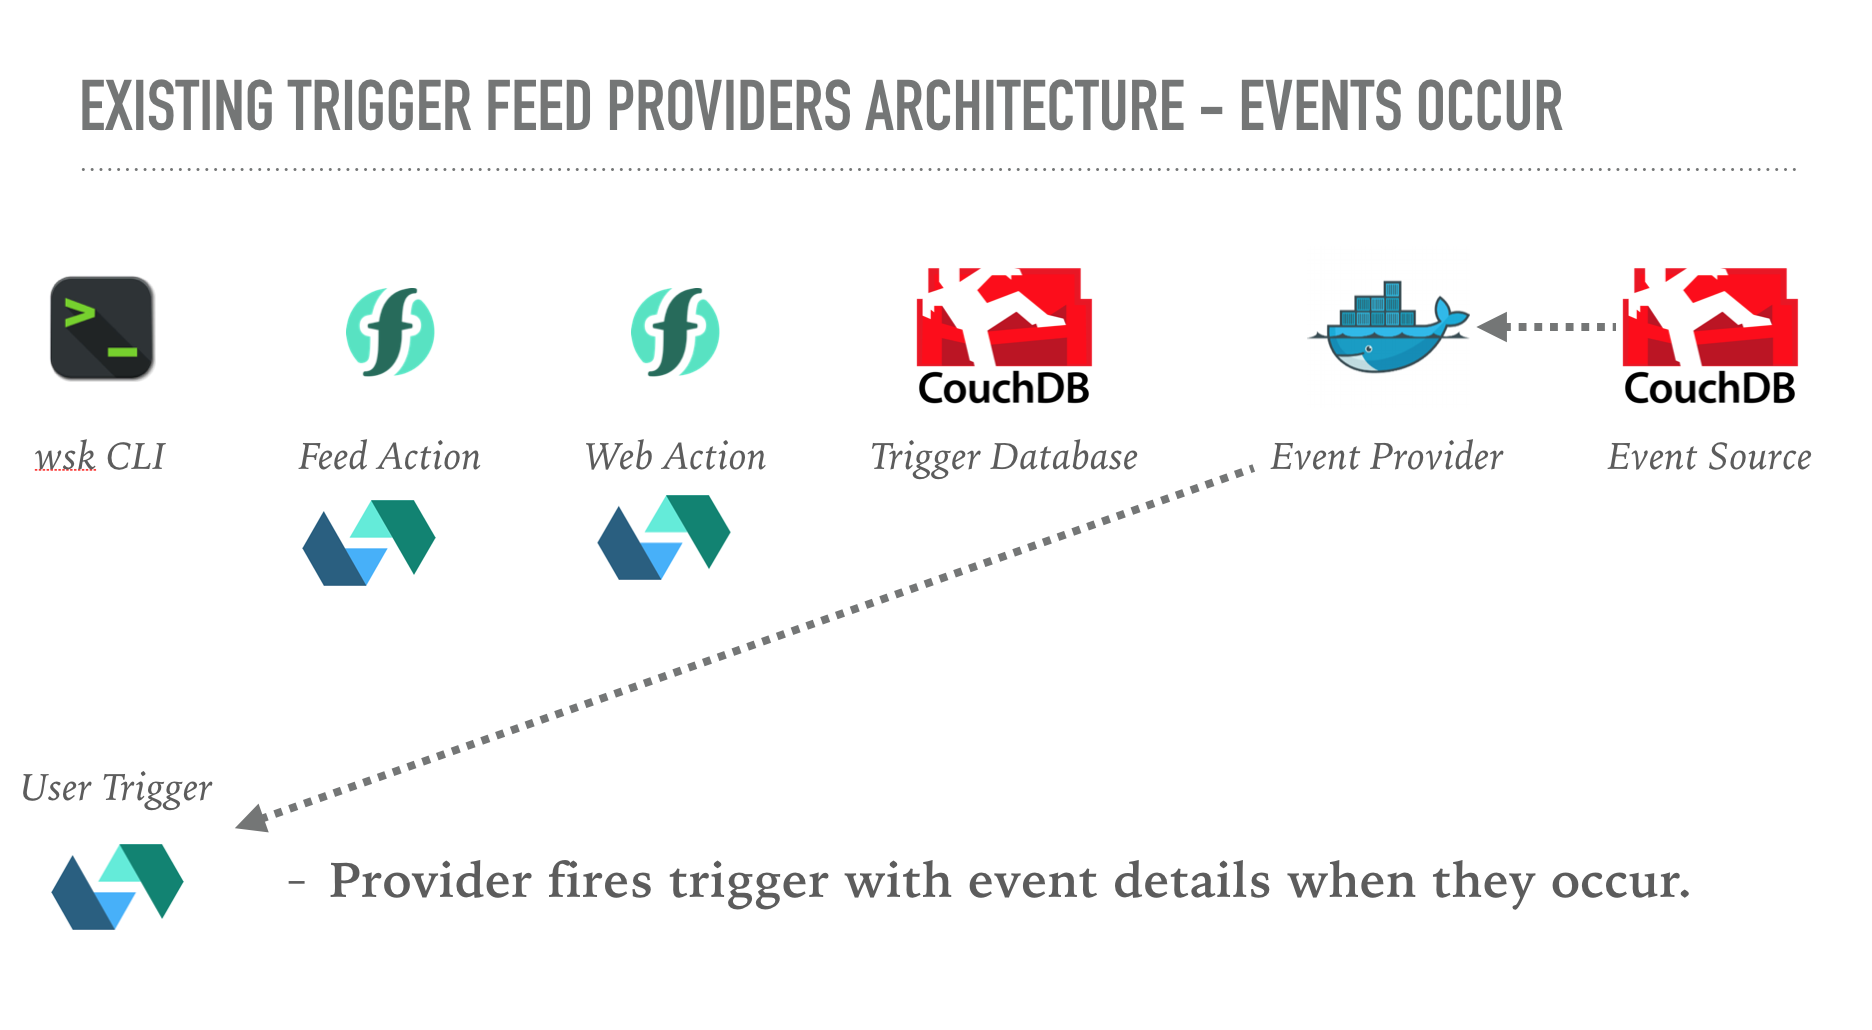 EXISTING TRIGGER FEED PROVIDERS ARCHITECTURE - EVENTS OCCUR
CouchDB
CouchDB
wsk CLI
Feed Action
Web Action
Trigger Database
Event Provider
Event Source
User Trigger
- Provider fires trigger with event details when they occur.